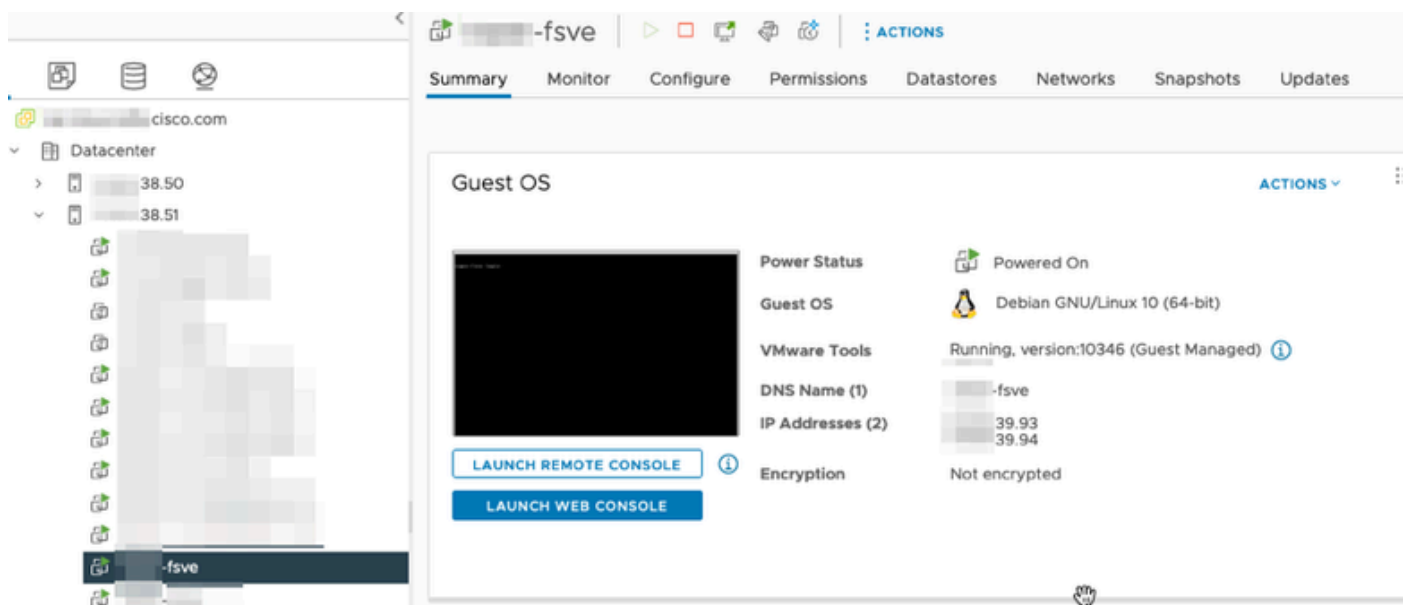 -fsve
ACTIONS
Summary Monitor Configure Permissions Datastores Networks Snapshots Updates
cisco.com
Datacenter
38.50
38.51
-fsve
Guest OS
ACTIONS
Power Status Powered On
Guest OS Debian GNU/Linux 10 (64-bit)
VMware Tools Running, version:10346 (Guest Managed)
DNS Name (1) -fsve
IP Addresses (2) 39.93
39.94
Encryption Not encrypted
LAUNCH REMOTE CONSOLE
LAUNCH WEB CONSOLE